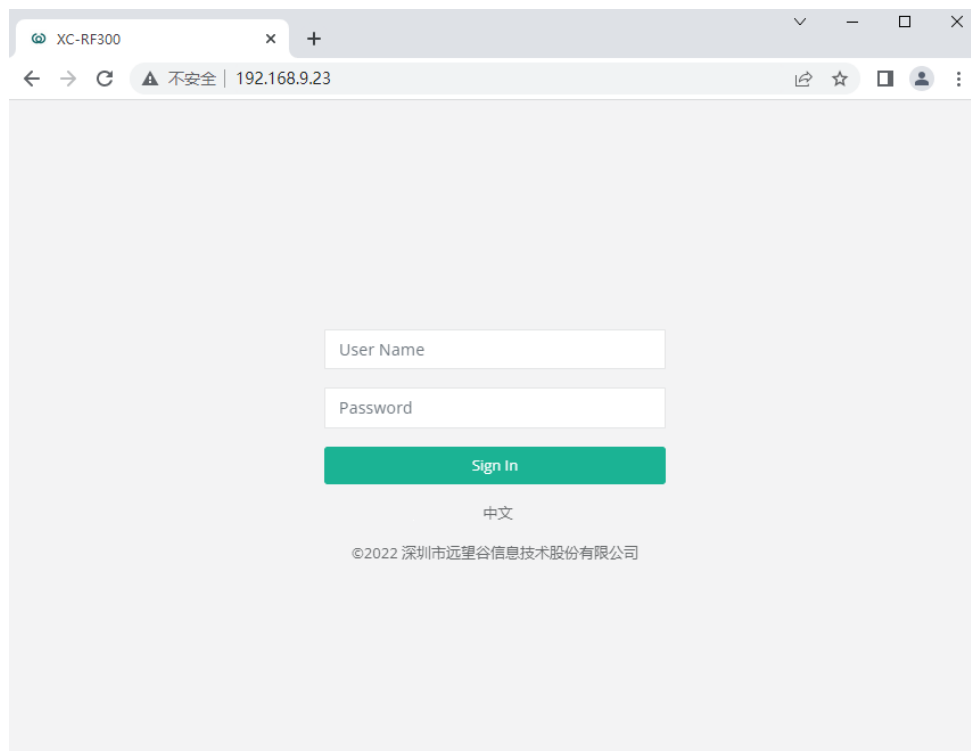 XC-RF300
不安全 192.168.9.23
User Name
Password
Sign In
中文
©2022 深圳市远望谷信息技术股份有限公司